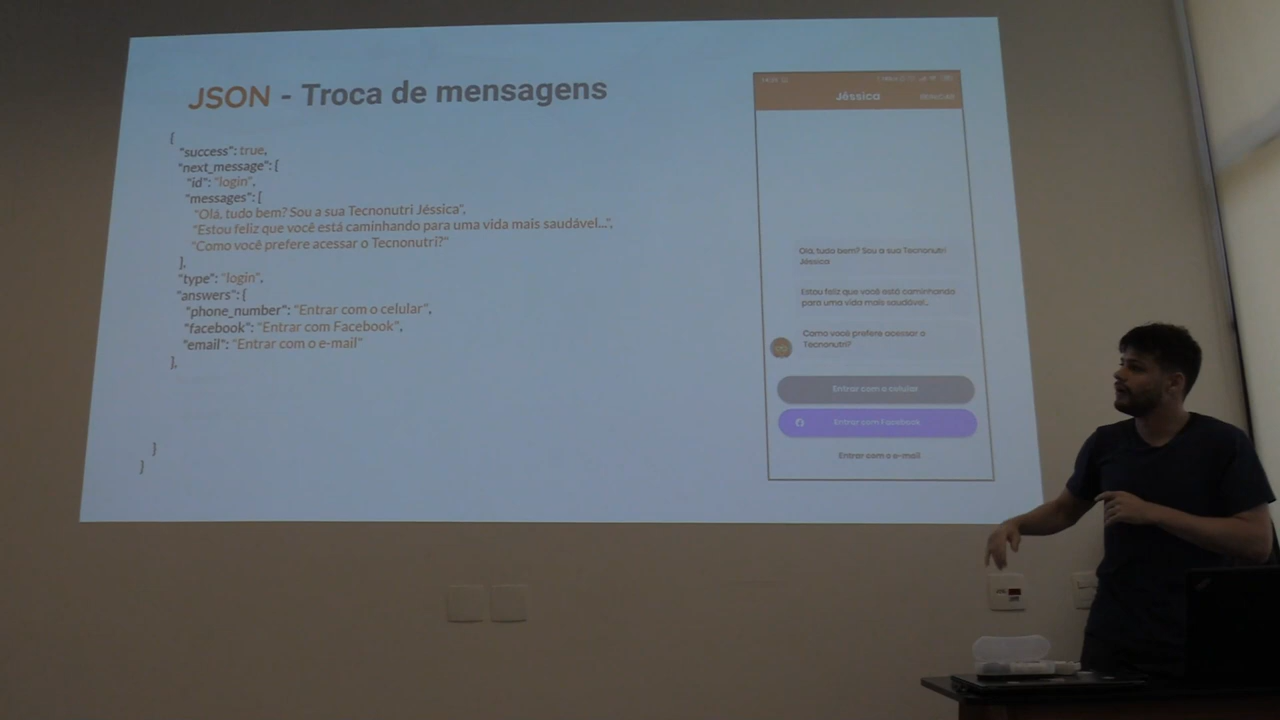 JSON - Troca de mensagens
{
"success": true,
"next_message": [
"id": "login",
"messages": [
"Olá, tudo bem? Sou a sua Tecnonutri Jéssica",
"Estou feliz que você está caminhando para uma vida mais saudável...",
"Como você prefere acessar o Tecnonutri?"
],
"type": "login",
"answers": [
"phone_number": "Entrar com o celular",
"facebook": "Entrar com Facebook",
"email": "Entrar com o e-mail"
],
}
}
Jéssica
Olá, tudo bem? Sou a sua Tecnonutri
Jéssica
Estou feliz que você está caminhando
para uma vida mais saudável...
Como você prefere acessar o
Tecnonutri?
Entrar com o celular
Entrar com Facebook
Entrar com o e-mail